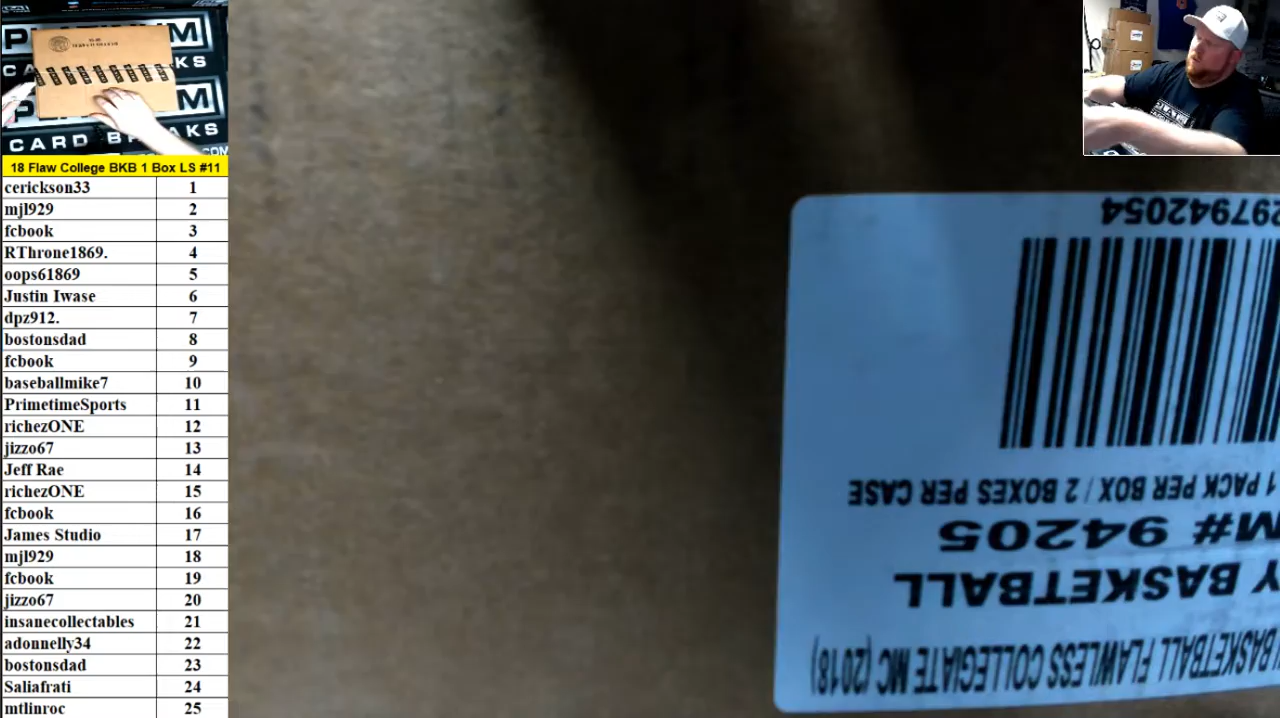 PLATINUM
CARD BREAKS
18 Flaw College BKB 1 Box LS #11
cerickson33 1
mjl929 2
fcbook 3
RThrone1869. 4
oops61869 5
Justin Iwase 6
dpz912. 7
bostonsdad 8
fcbook 9
baseballmike7 10
PrimetimeSports 11
richezONE 12
jizzo67 13
Jeff Rae 14
richezONE 15
fcbook 16
James Studio 17
mjl929 18
fcbook 19
jizzo67 20
insanecollectables 21
adonnelly34 22
bostonsdad 23
Saliafrati 24
mtlinroc 25
BASKETBALL FLAWLESS COLLEGIATE MC (2018)
Y BASKETBALL
M# 94205
1 PACK PER BOX / 2 BOXES PER CASE
297942054